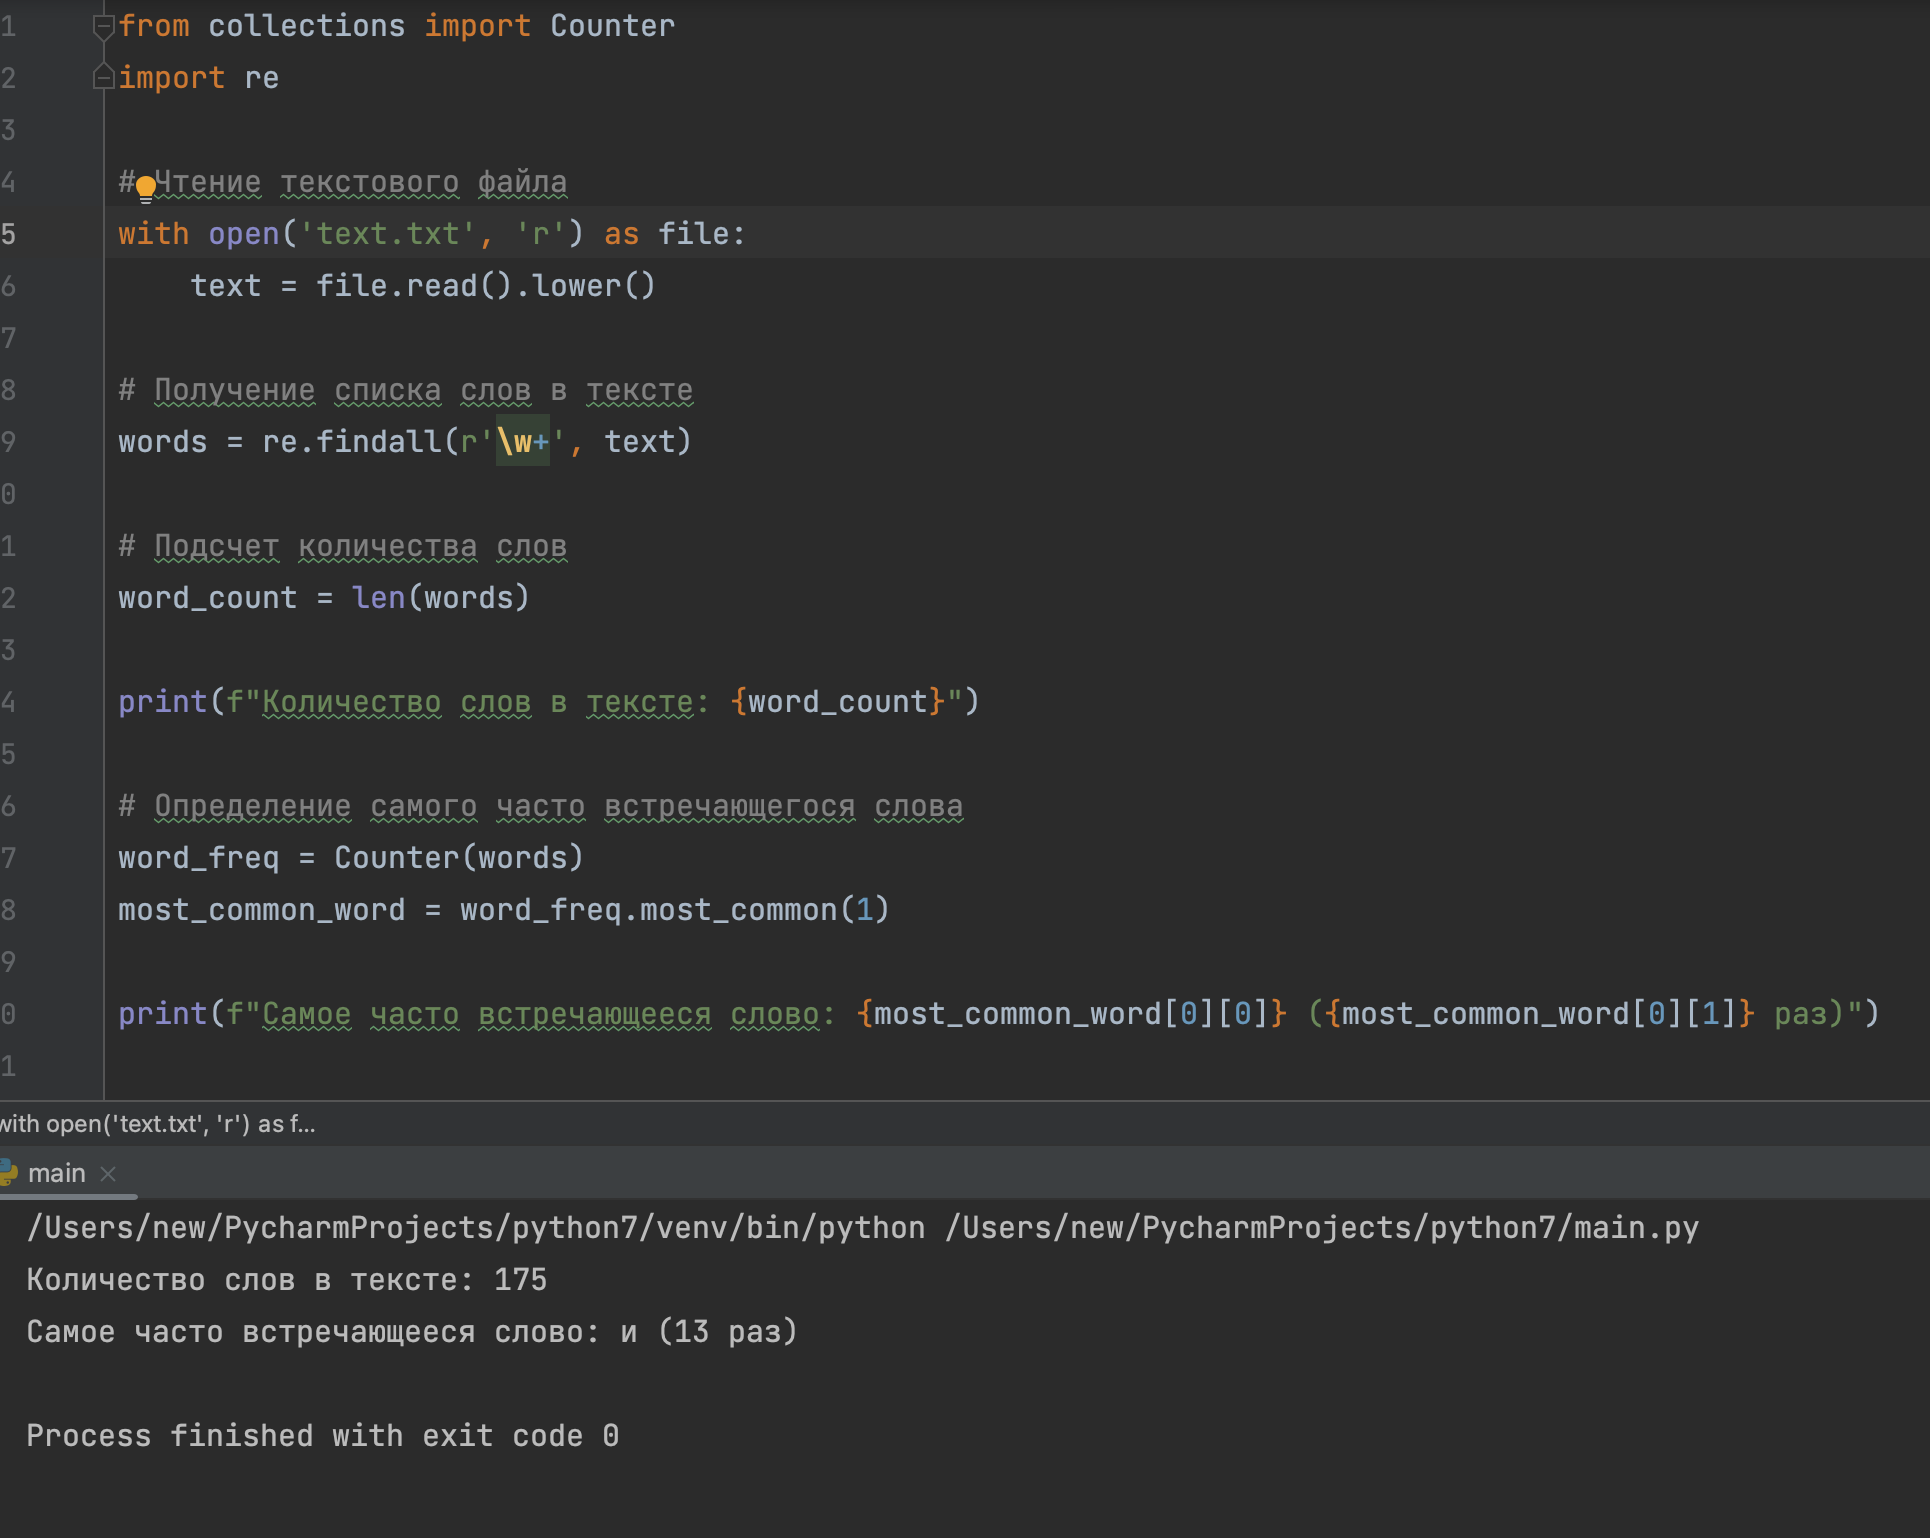 1 from collections import Counter
2 import re
3
4 # Чтение текстового файла
5 with open('text.txt', 'r') as file:
6     text = file.read().lower()
7
8 # Получение списка слов в тексте
9 words = re.findall(r'\w+', text)
0
1 # Подсчет количества слов
2 word_count = len(words)
3
4 print(f"Количество слов в тексте: {word_count}")
5
6 # Определение самого часто встречающегося слова
7 word_freq = Counter(words)
8 most_common_word = word_freq.most_common(1)
9
0 print(f"Самое часто встречающееся слово: {most_common_word[0][0]} ({most_common_word[0][1]} раз)")
1
with open('text.txt', 'r') as f...
main
/Users/new/PycharmProjects/python7/venv/bin/python /Users/new/PycharmProjects/python7/main.py
Количество слов в тексте: 175
Самое часто встречающееся слово: и (13 раз)
Process finished with exit code 0